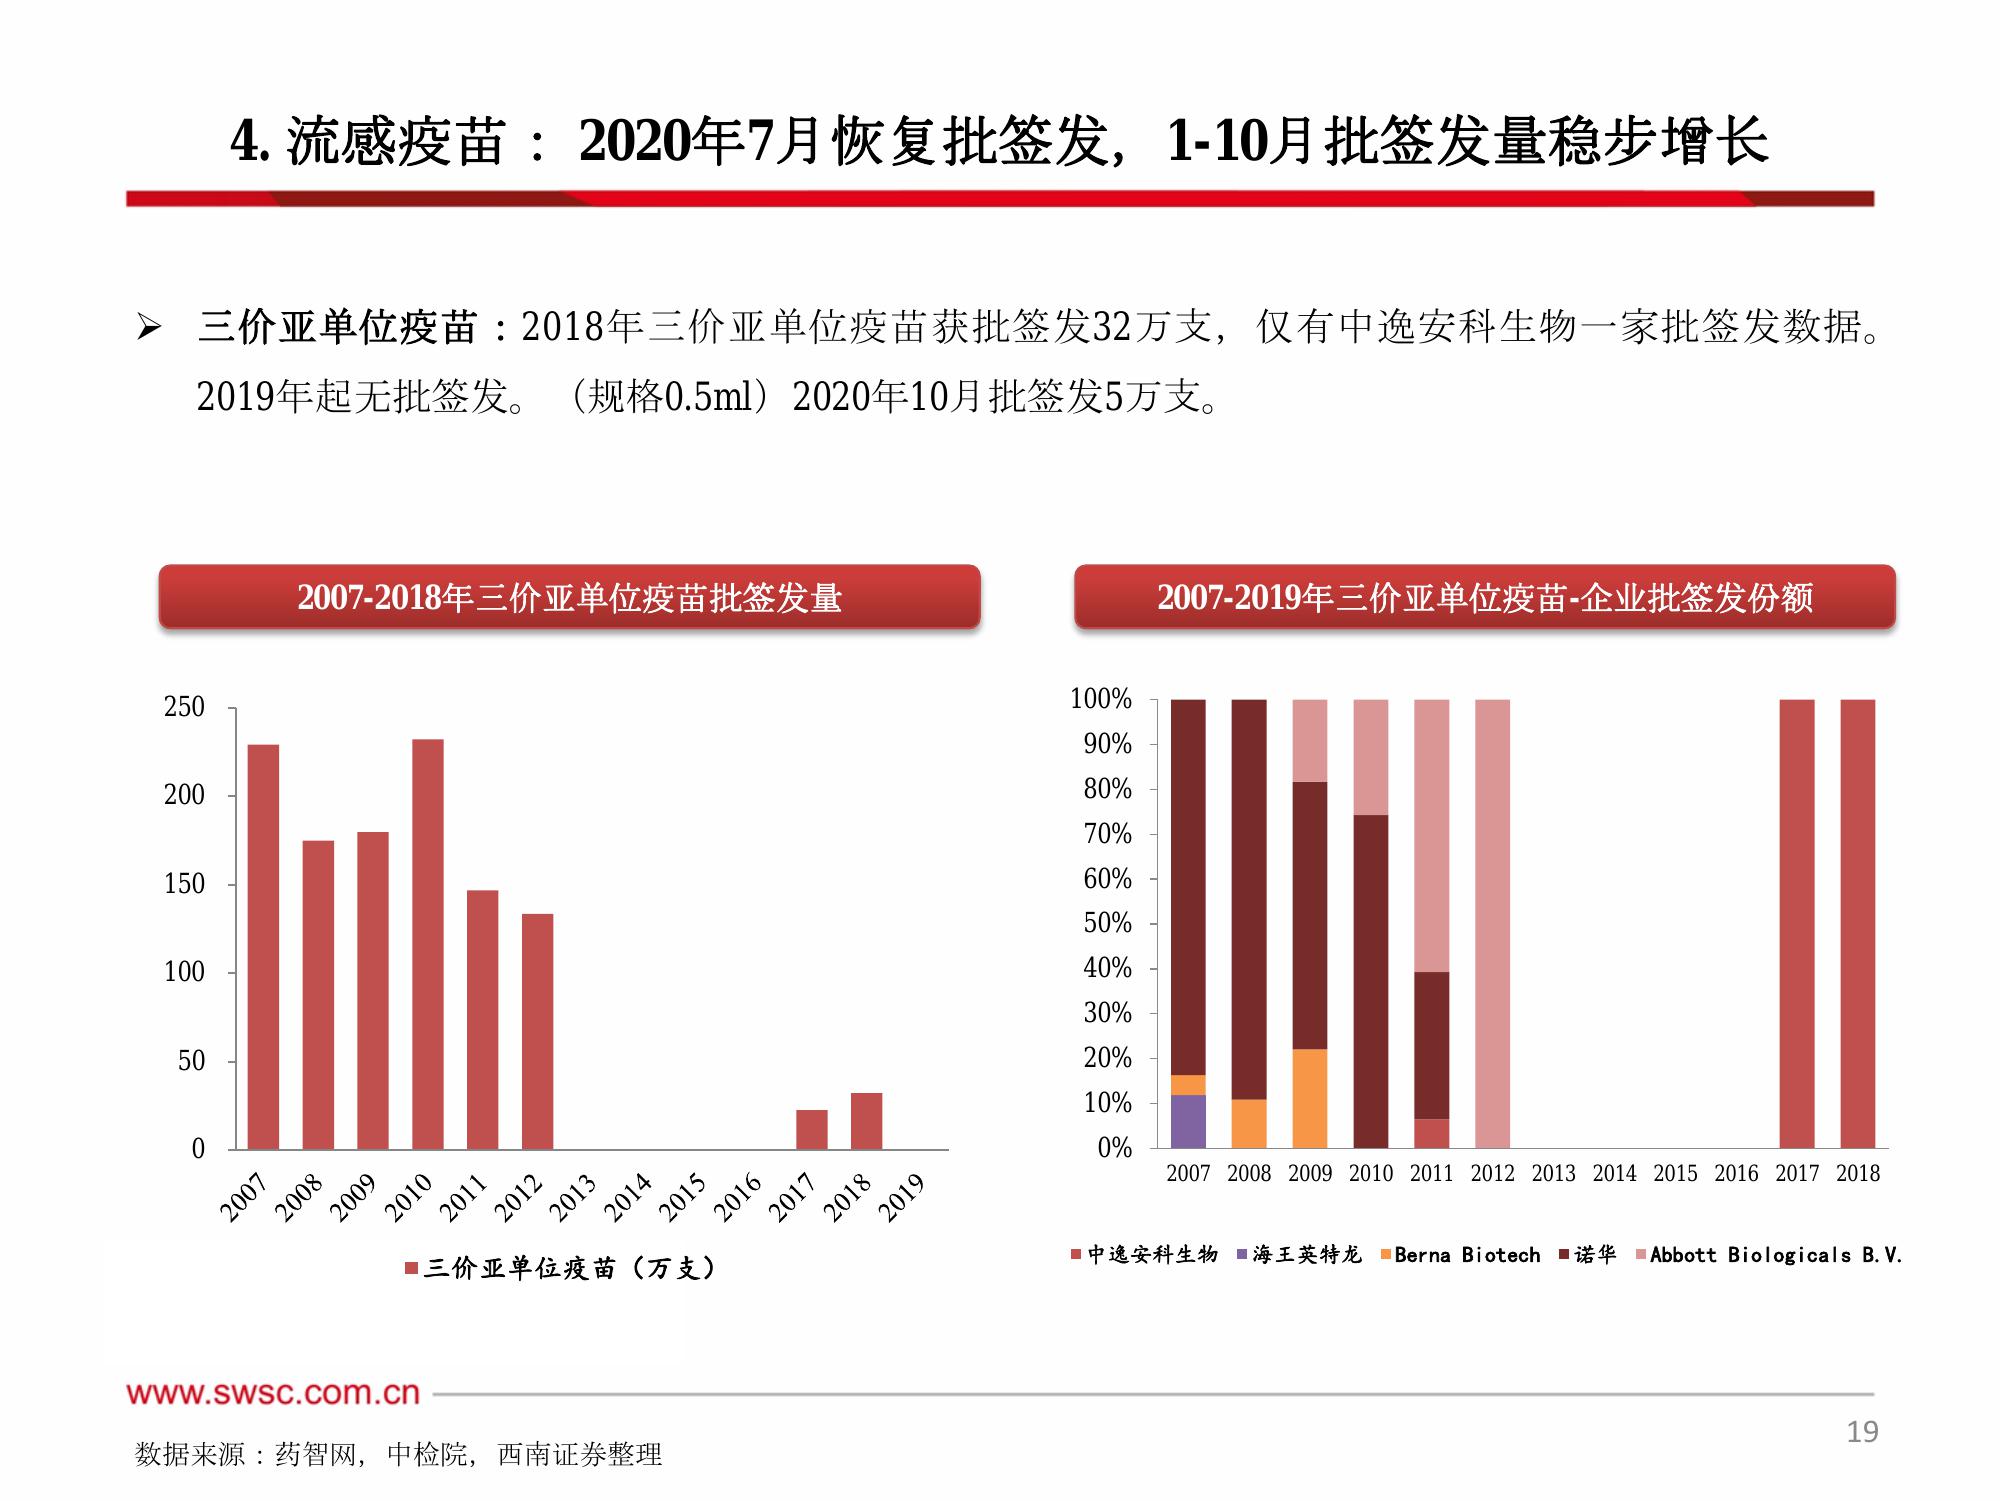 4. 流感疫苗：2020年7月恢复批签发，1-10月批签发量稳步增长
➢ 三价亚单位疫苗：2018年三价亚单位疫苗获批签发32万支，仅有中逸安科生物一家批签发数据。
2019年起无批签发。（规格0.5ml）2020年10月批签发5万支。
2007-2018年三价亚单位疫苗批签发量
250
200
150
100
50
0
2007 2008 2009 2010 2011 2012 2013 2014 2015 2016 2017 2018 2019
三价亚单位疫苗（万支）
2007-2019年三价亚单位疫苗-企业批签发份额
100%
90%
80%
70%
60%
50%
40%
30%
20%
10%
0%
2007 2008 2009 2010 2011 2012 2013 2014 2015 2016 2017 2018
中逸安科生物 海王英特龙 Berna Biotech 诺华 Abbott Biologicals B.V.
www.swsc.com.cn
19
数据来源：药智网，中检院，西南证券整理